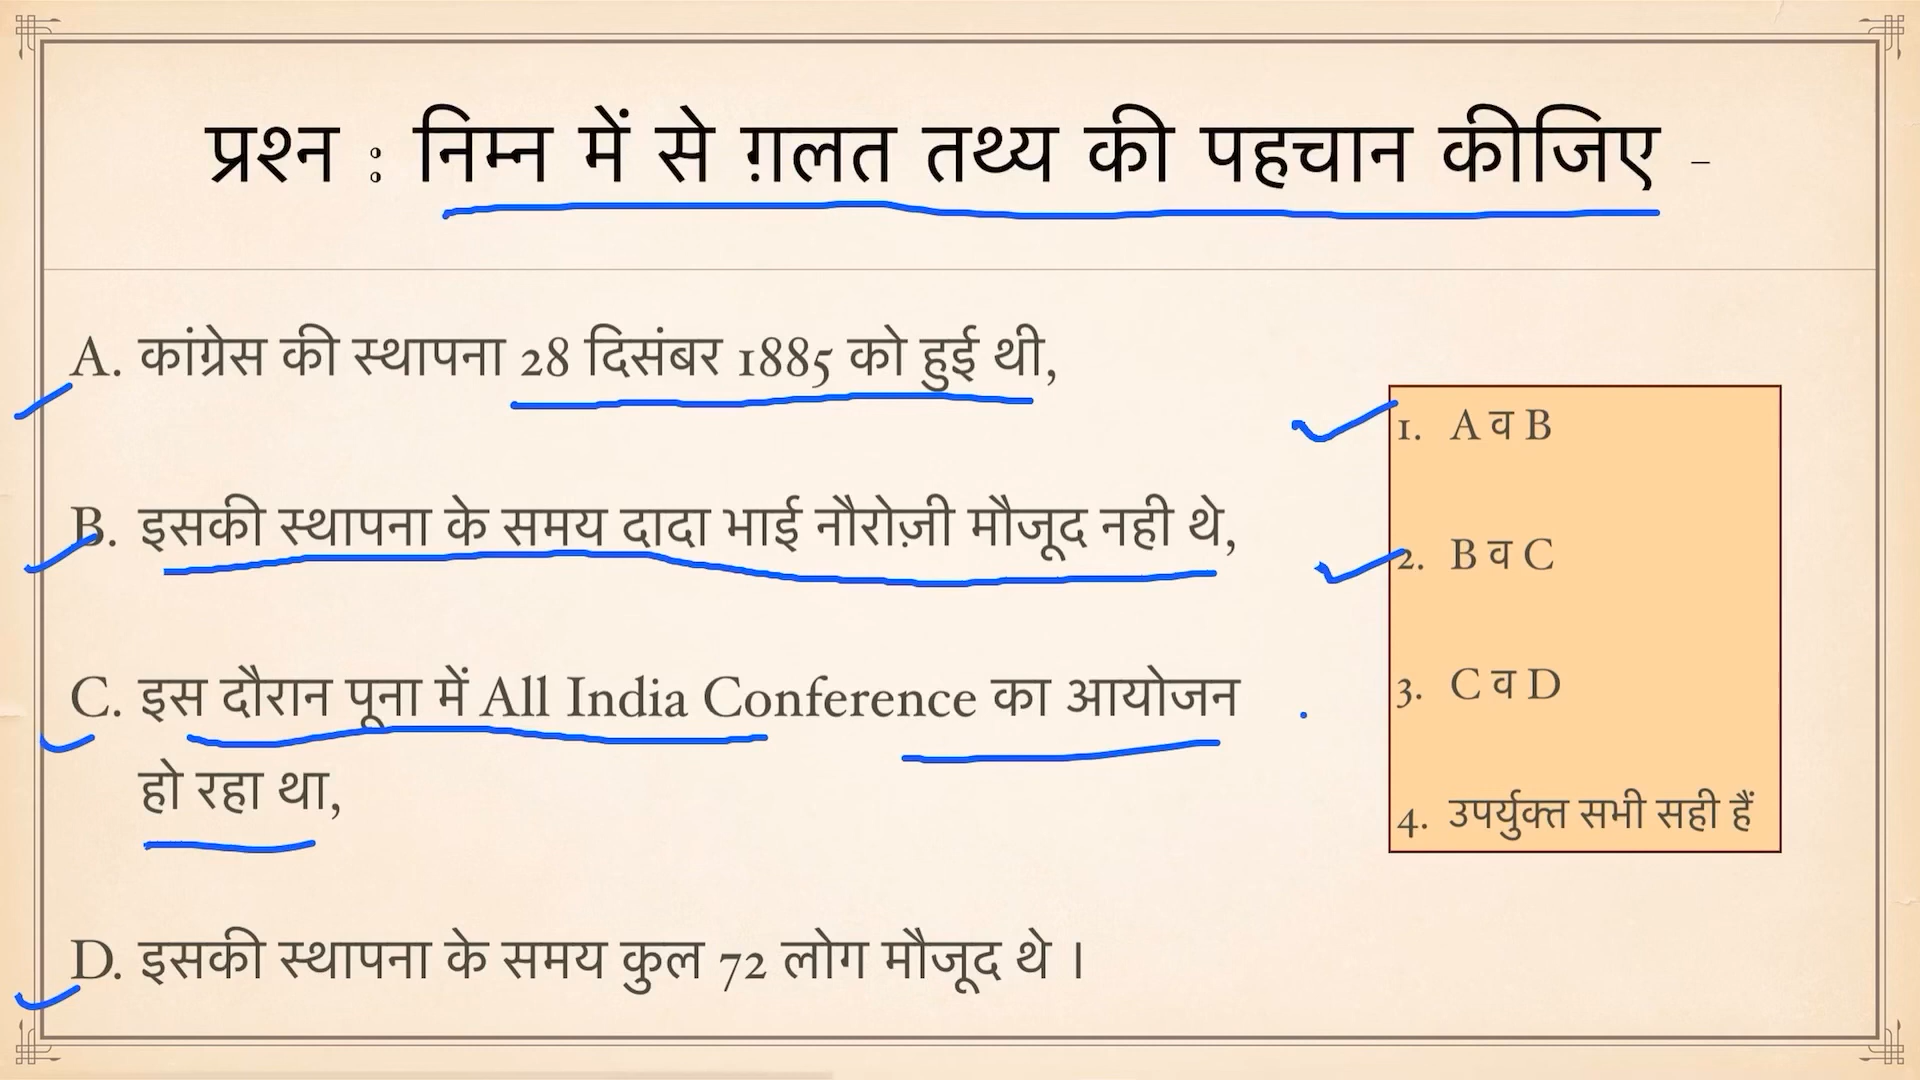 प्रश्न : निम्न में से ग़लत तथ्य की पहचान कीजिए -
A. कांग्रेस की स्थापना 28 दिसंबर 1885 को हुई थी,
B. इसकी स्थापना के समय दादा भाई नौरोज़ी मौजूद नही थे,
C. इस दौरान पूना में All India Conference का आयोजन
हो रहा था,
D. इसकी स्थापना के समय कुल 72 लोग मौजूद थे ।
1. A व B
2. B व C
3. C व D
4. उपर्युक्त सभी सही हैं